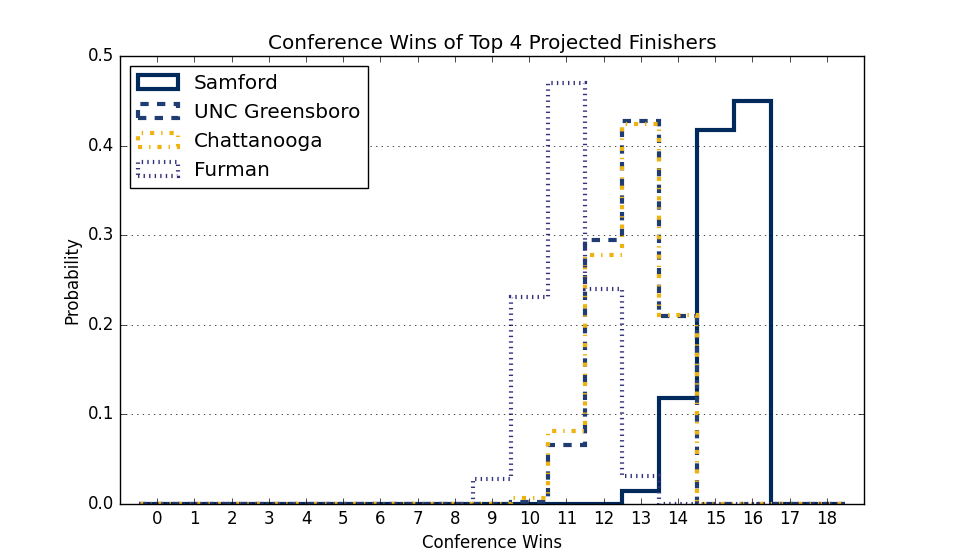 Conference Wins of Top 4 Projected Finishers
0.5
Samford
UNC Greensboro
Chattanooga
Furman
0.4
0.3
0.2
0.1
0.0
Probability
0 1 2 3 4 5 6 7 8 9 10 11 12 13 14 15 16 17 18
Conference Wins